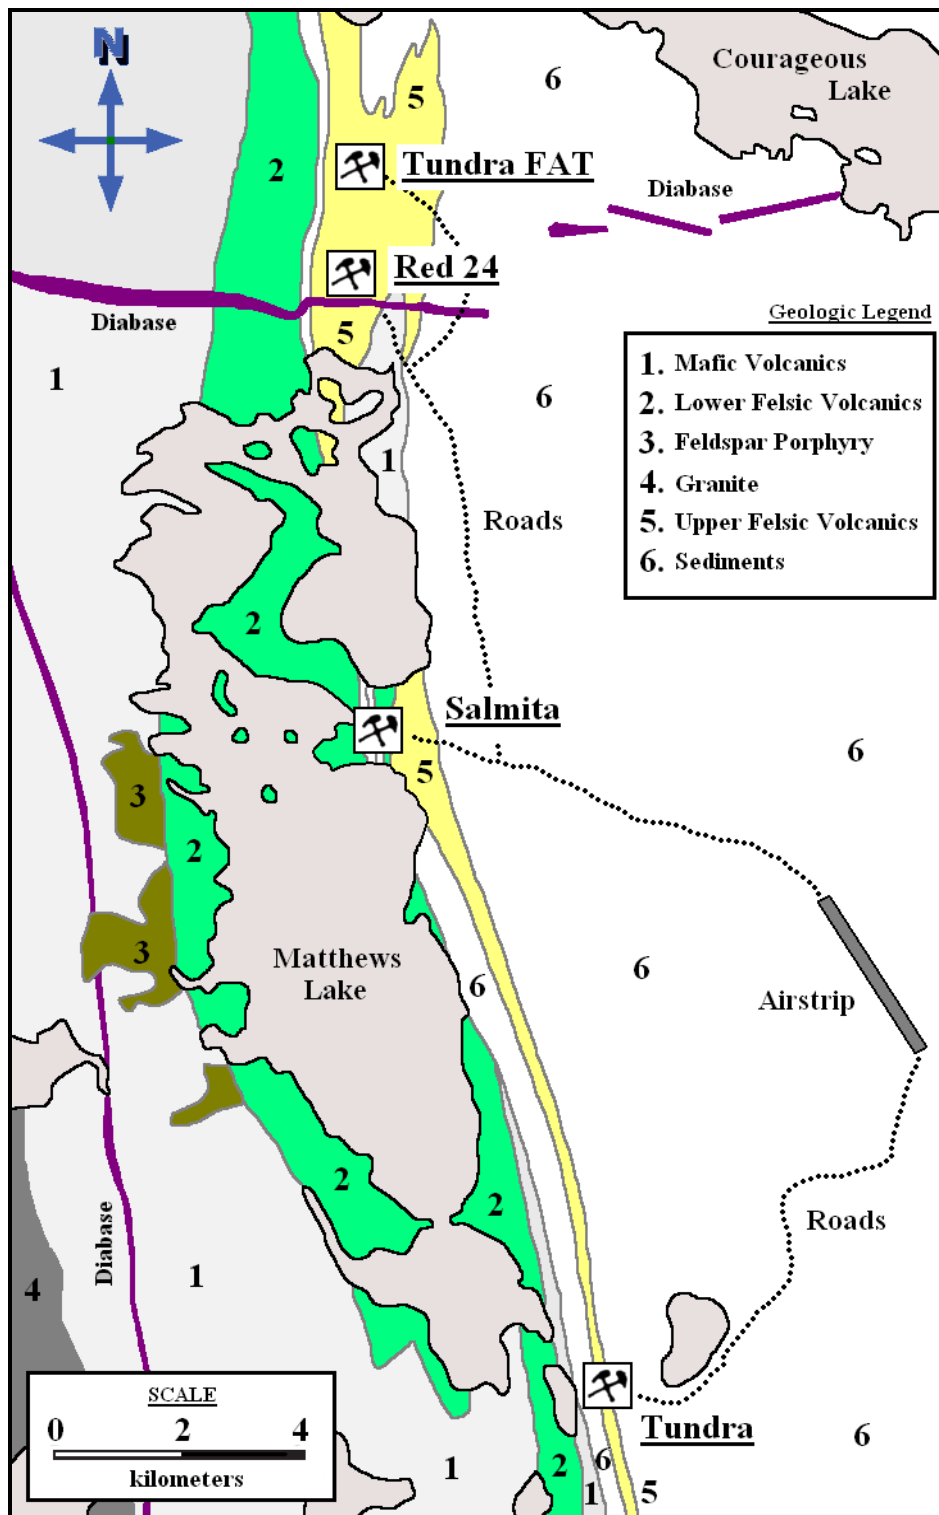 N
Courageous
Lake
6
5
2
Tundra FAT
Diabase
Red 24
Diabase
5
Geologic Legend
1. Mafic Volcanics
2. Lower Felsic Volcanics
3. Feldspar Porphyry
4. Granite
5. Upper Felsic Volcanics
6. Sediments
1
6
1
Roads
2
Salmita
6
5
3
2
3
Matthews
Lake
6
6
Airstrip
2
2
Roads
Diabase
1
4
SCALE
0 2 4
kilometers
Tundra
6
6
1
2
1
5